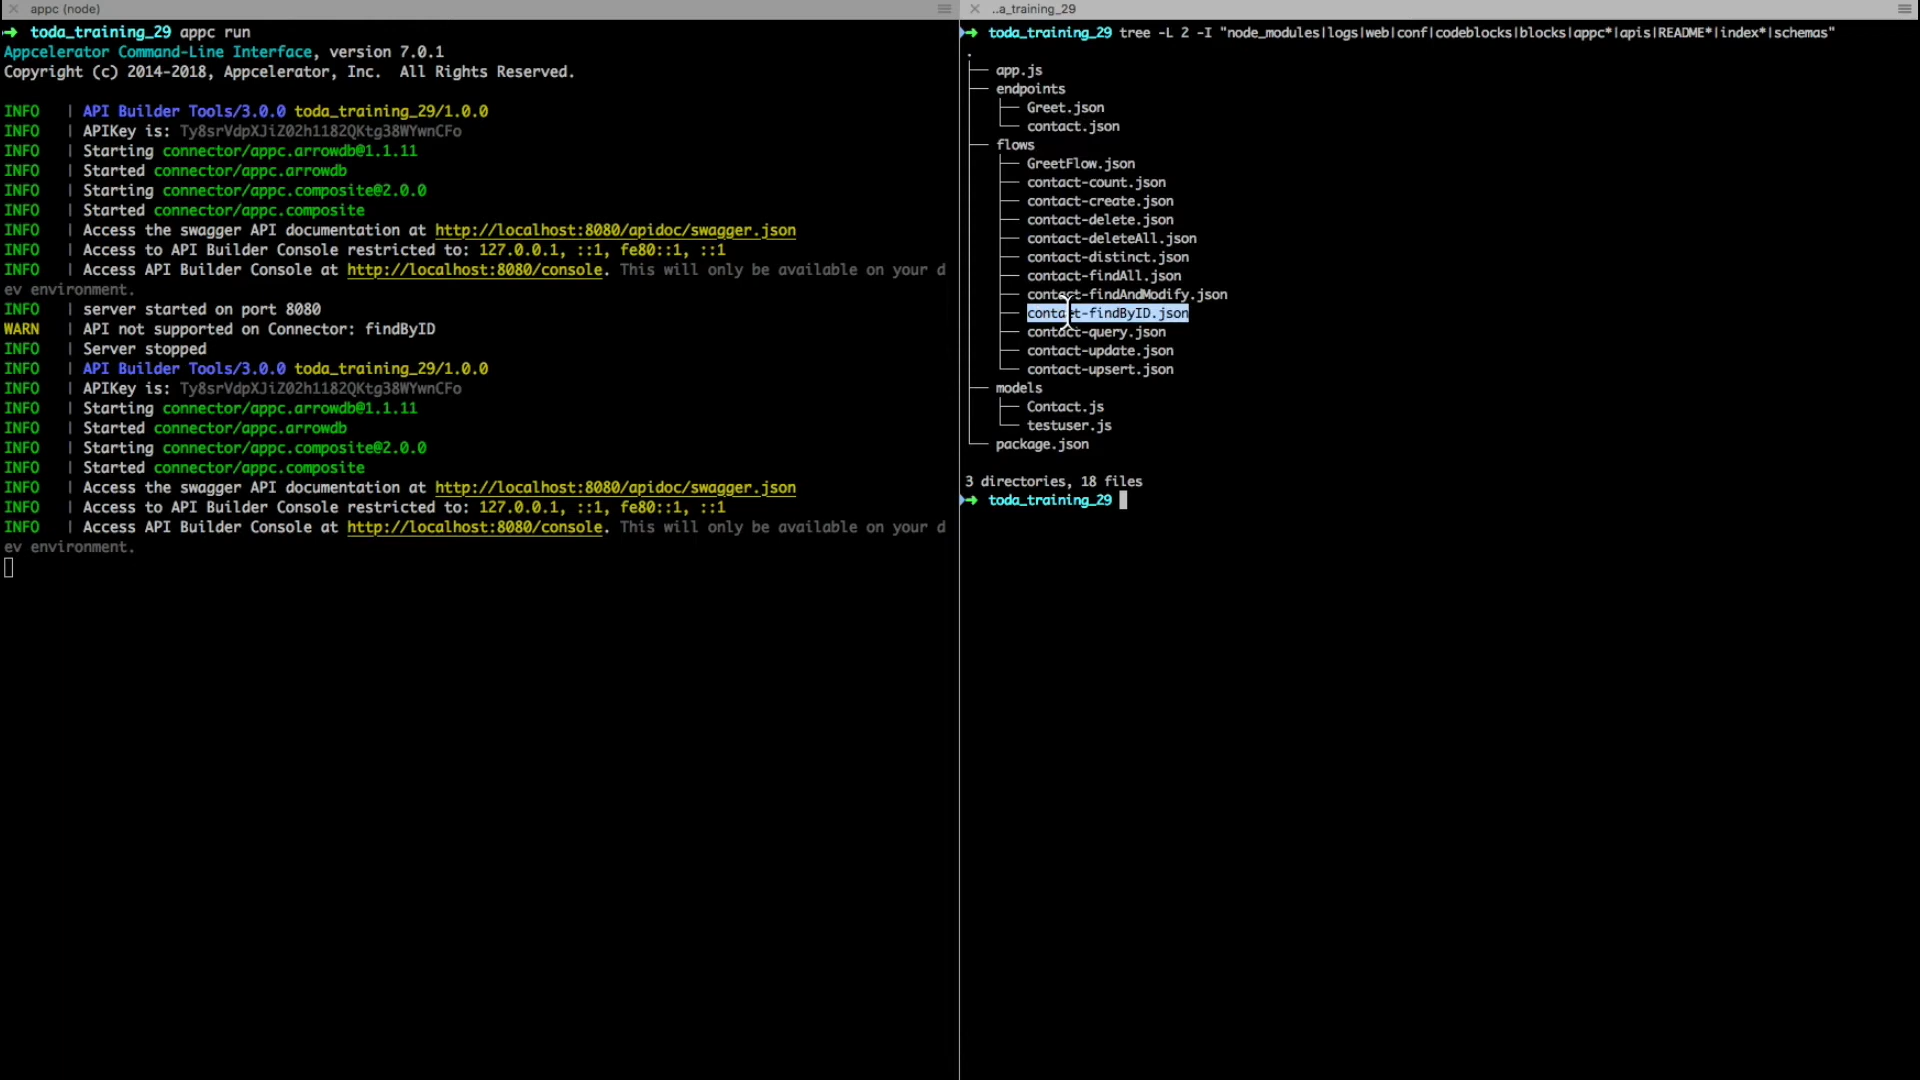 appc (node)
➜ toda_training_29 appc run
Appcelerator Command-Line Interface, version 7.0.1
Copyright (c) 2014-2018, Appcelerator, Inc.  All Rights Reserved.
INFO | API Builder Tools/3.0.0 toda_training_29/1.0.0
INFO | APIKey is: Ty8srVdpXJiZ02h1182QKtg38WYwnCFo
INFO | Starting connector/appc.arrowdb@1.1.11
INFO | Started connector/appc.arrowdb
INFO | Starting connector/appc.composite@2.0.0
INFO | Started connector/appc.composite
INFO | Access the swagger API documentation at http://localhost:8080/apidoc/swagger.json
INFO | Access to API Builder Console restricted to: 127.0.0.1, ::1, fe80::1, ::1
INFO | Access API Builder Console at http://localhost:8080/console. This will only be available on your d
ev environment.
INFO | server started on port 8080
WARN | API not supported on Connector: findByID
INFO | Server stopped
INFO | API Builder Tools/3.0.0 toda_training_29/1.0.0
INFO | APIKey is: Ty8srVdpXJiZ02h1182QKtg38WYwnCFo
INFO | Starting connector/appc.arrowdb@1.1.11
INFO | Started connector/appc.arrowdb
INFO | Starting connector/appc.composite@2.0.0
INFO | Started connector/appc.composite
INFO | Access the swagger API documentation at http://localhost:8080/apidoc/swagger.json
INFO | Access to API Builder Console restricted to: 127.0.0.1, ::1, fe80::1, ::1
INFO | Access API Builder Console at http://localhost:8080/console. This will only be available on your d
ev environment.
..a_training_29
➜ toda_training_29 tree -L 2 -I "node_modules|logs|web|conf|codeblocks|blocks|appc*|apis|README*|index*|schemas"
.
├── app.js
├── endpoints
│   ├── Greet.json
│   └── contact.json
├── flows
│   ├── GreetFlow.json
│   ├── contact-count.json
│   ├── contact-create.json
│   ├── contact-delete.json
│   ├── contact-deleteAll.json
│   ├── contact-distinct.json
│   ├── contact-findAll.json
│   ├── contact-findAndModify.json
│   ├── contact-findByID.json
│   ├── contact-query.json
│   ├── contact-update.json
│   └── contact-upsert.json
├── models
│   ├── Contact.js
│   └── testuser.js
└── package.json
3 directories, 18 files
➜ toda_training_29